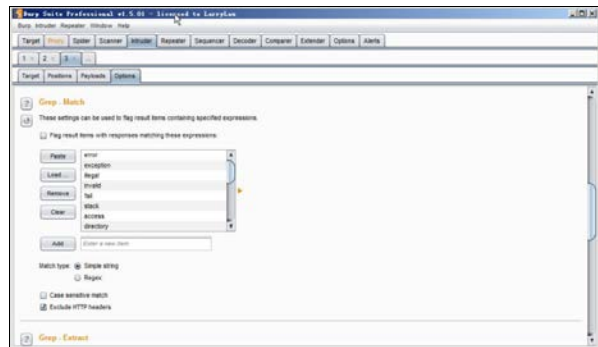 Burp Suite Professional v1.5.01 - licensed to LarryLau
Burp Intruder Repeater Window Help
Target Proxy Spider Scanner Intruder Repeater Sequencer Decoder Comparer Extender Options Alerts
1 × 2 × 3 × ...
Target Positions Payloads Options
? Grep - Match
These settings can be used to flag result items containing specified expressions.
Flag result items with responses matching these expressions:
Paste
Load ...
Remove
Clear
error
exception
illegal
invalid
fail
stack
access
directory
Add Enter a new item
Match type: Simple string
Regex
Case sensitive match
Exclude HTTP headers
? Grep - Extract